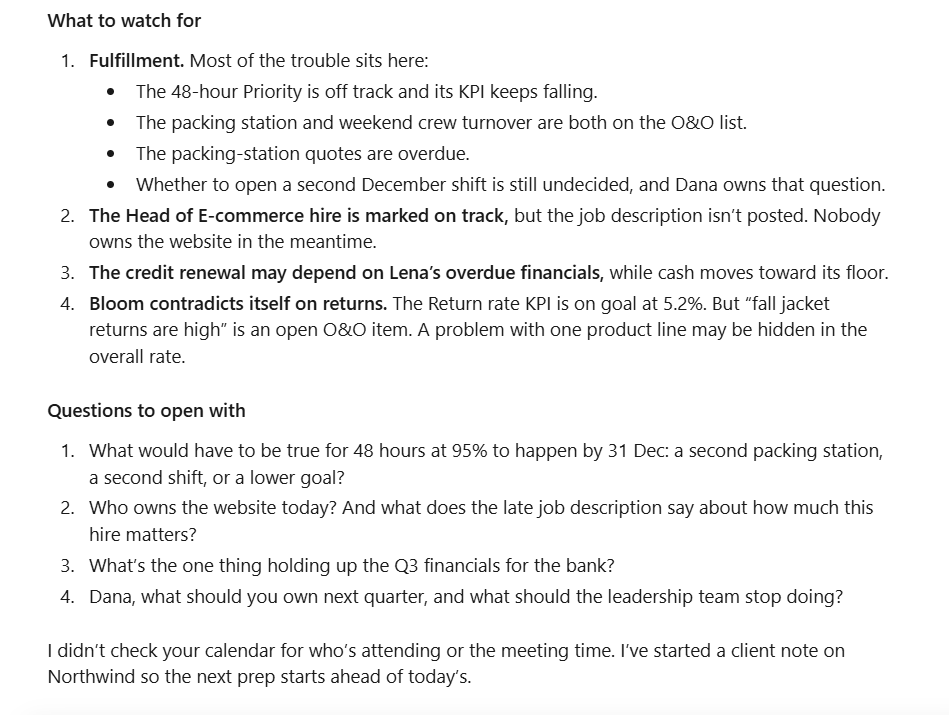 What to watch for
1. Fulfillment. Most of the trouble sits here:
• The 48-hour Priority is off track and its KPI keeps falling.
• The packing station and weekend crew turnover are both on the O&O list.
• The packing-station quotes are overdue.
• Whether to open a second December shift is still undecided, and Dana owns that question.
2. The Head of E-commerce hire is marked on track, but the job description isn’t posted. Nobody
owns the website in the meantime.
3. The credit renewal may depend on Lena’s overdue financials, while cash moves toward its floor.
4. Bloom contradicts itself on returns. The Return rate KPI is on goal at 5.2%. But “fall jacket
returns are high” is an open O&O item. A problem with one product line may be hidden in the
overall rate.
Questions to open with
1. What would have to be true for 48 hours at 95% to happen by 31 Dec: a second packing station,
a second shift, or a lower goal?
2. Who owns the website today? And what does the late job description say about how much this
hire matters?
3. What’s the one thing holding up the Q3 financials for the bank?
4. Dana, what should you own next quarter, and what should the leadership team stop doing?
I didn’t check your calendar for who’s attending or the meeting time. I’ve started a client note on
Northwind so the next prep starts ahead of today’s.